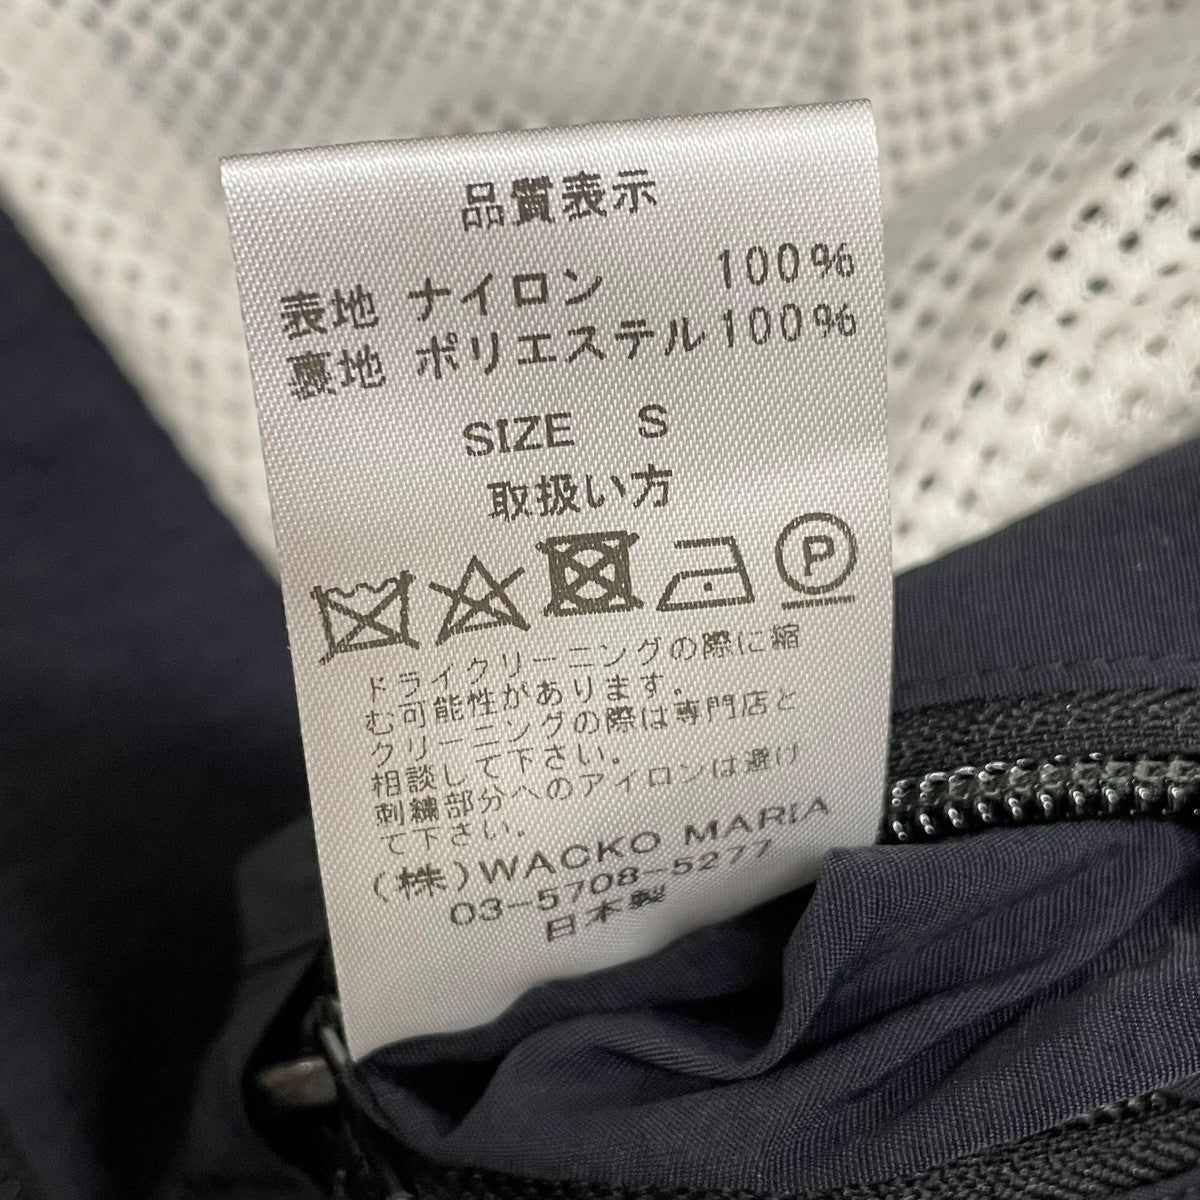 品質表示
表地 ナイロン 100%
裏地 ポリエステル 100%
SIZE S
取扱い方
P
ドライクリーニングの際に縮
む可能性があります.
クリーニングの際は専門店と
相談して下さい.
刺繍部分へのアイロンは避け
て下さい.
(株)WACKO MARIA
03-5708-5277
日本製